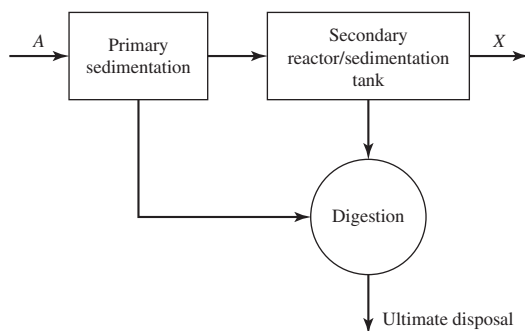 A
Primary
sedimentation
Secondary
reactor/sedimentation
tank
X
Digestion
Ultimate disposal